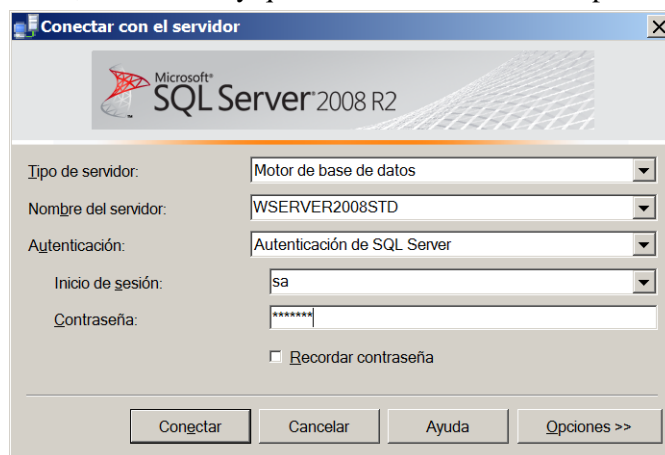 Conectar con el servidor
Microsoft®
SQL Server® 2008 R2
Tipo de servidor: Motor de base de datos
Nombre del servidor: WSERVER2008STD
Autenticación: Autenticación de SQL Server
Inicio de sesión: sa
Contraseña: *******
Recordar contraseña
Conectar Cancelar Ayuda Opciones >>